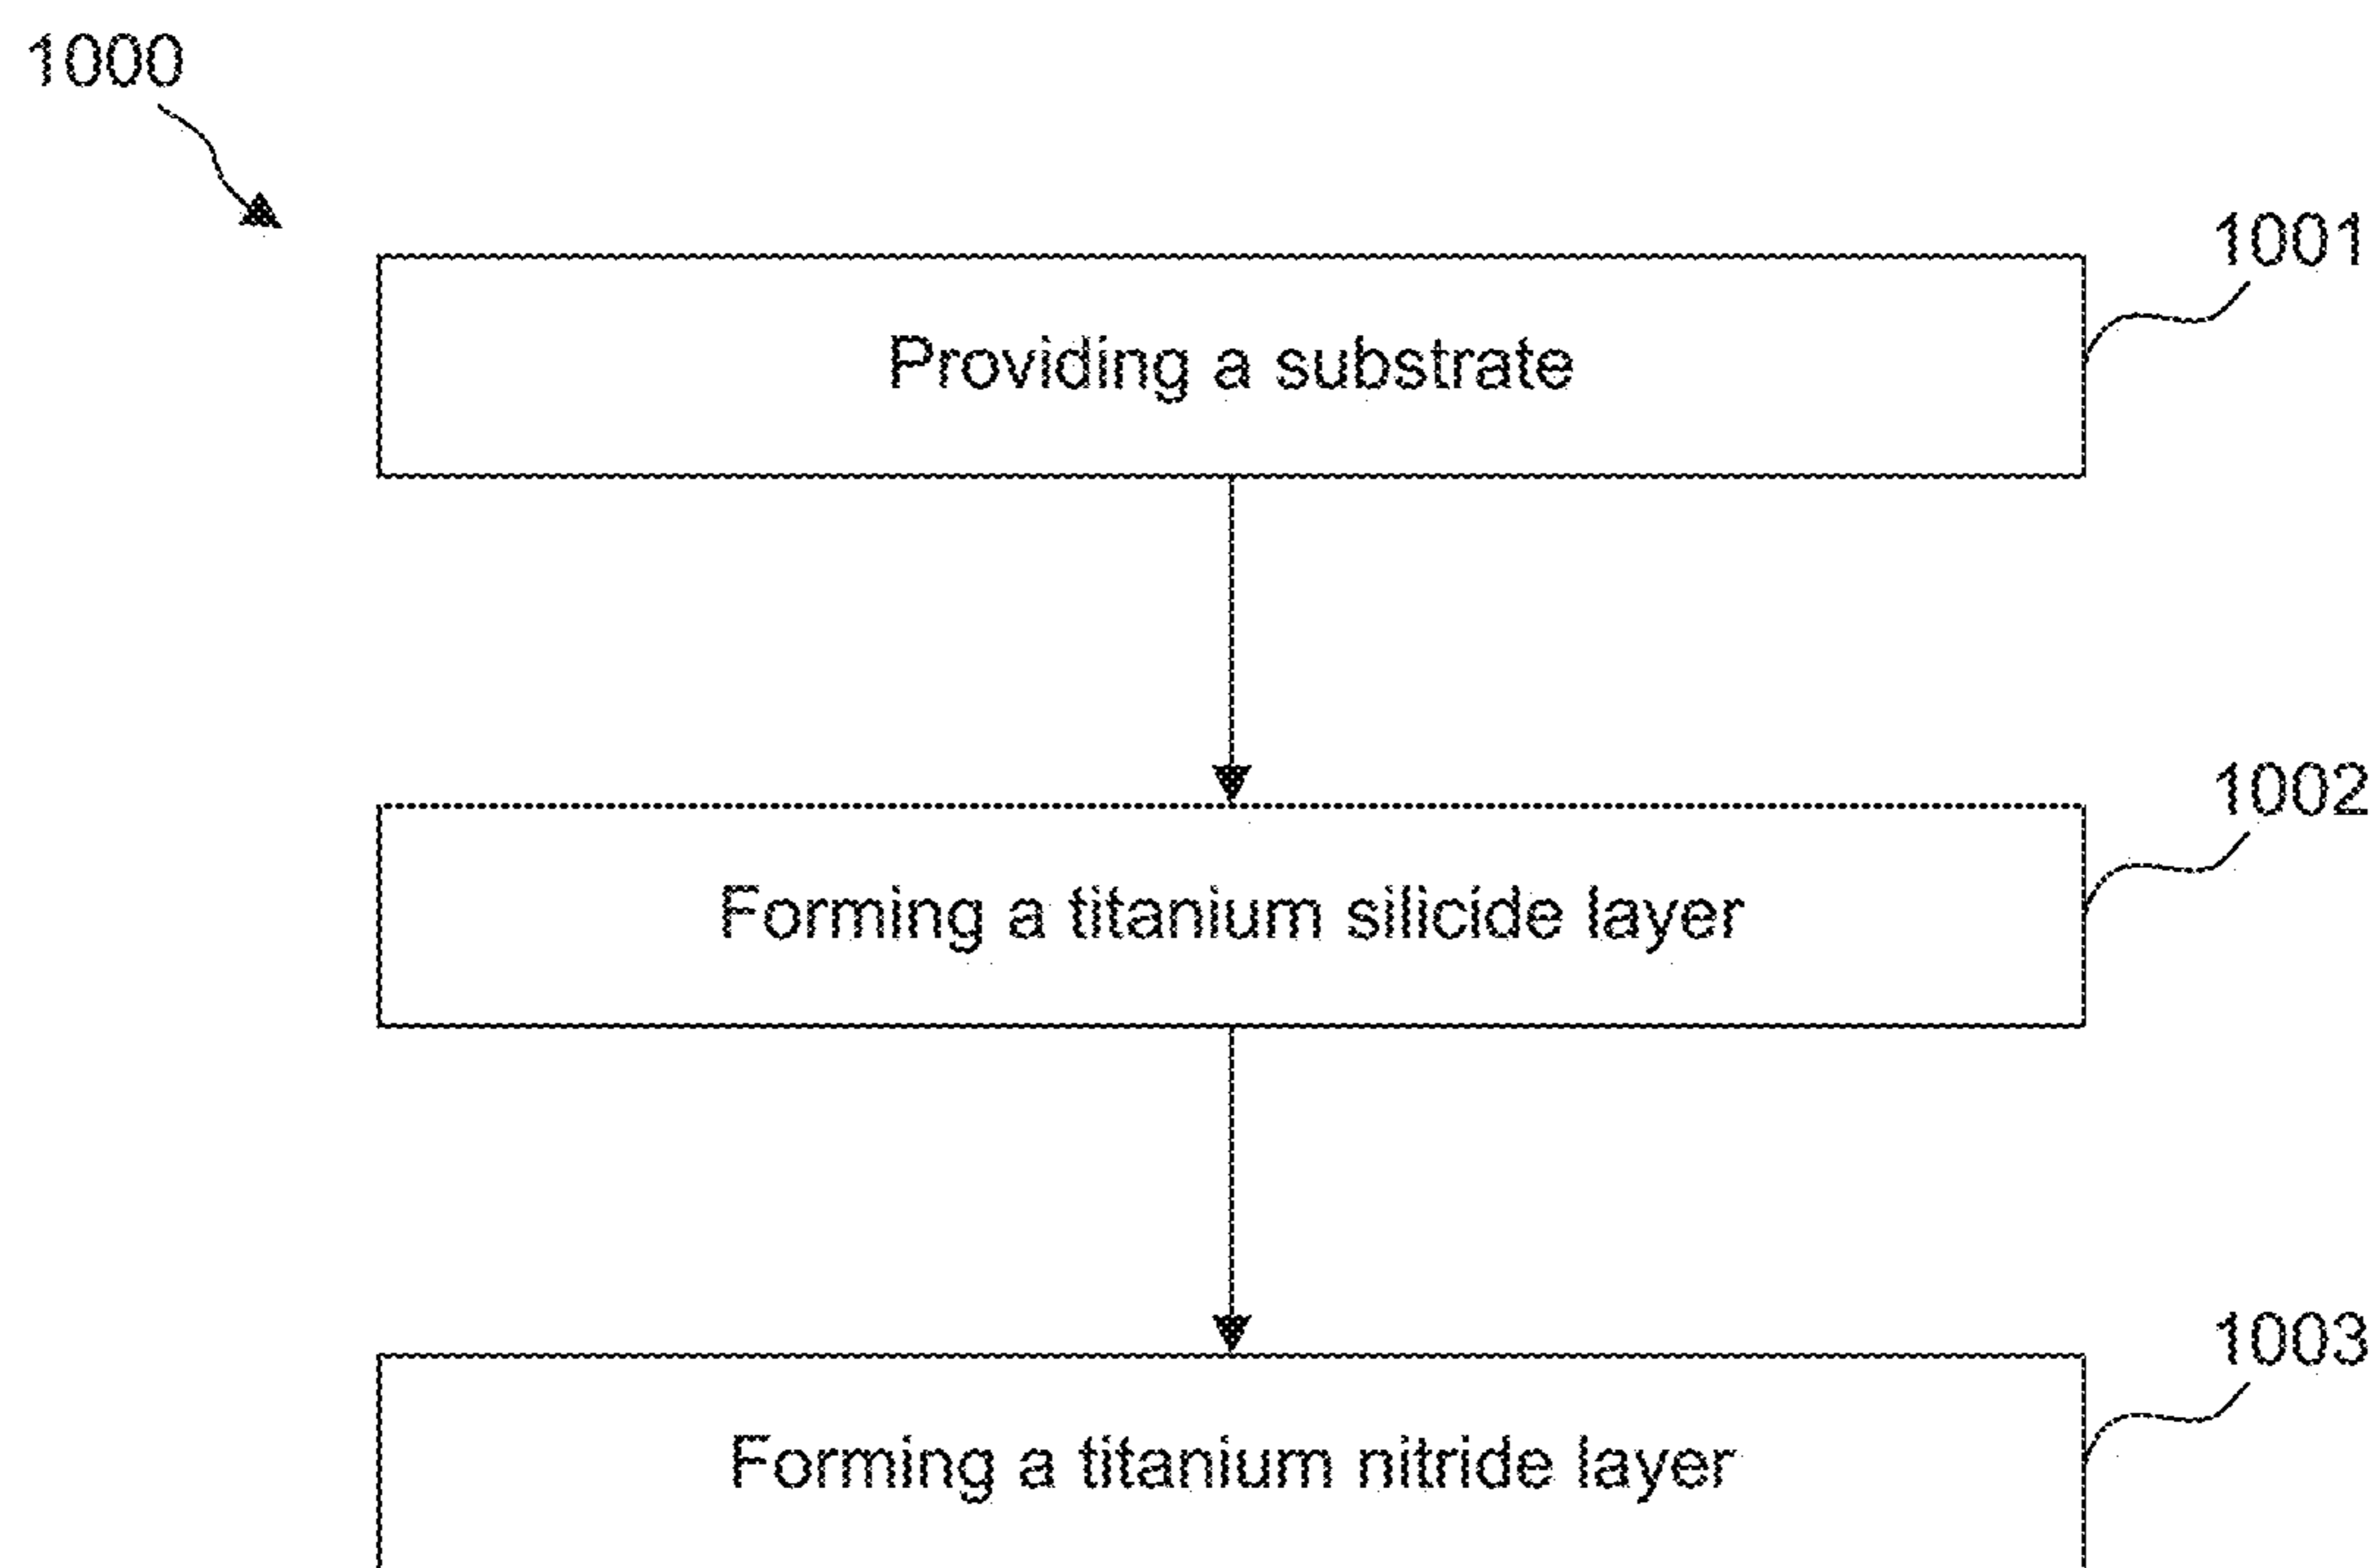 1000
1001
Providing a substrate
1002
Forming a titanium silicide layer
1003
Forming a titanium nitride layer